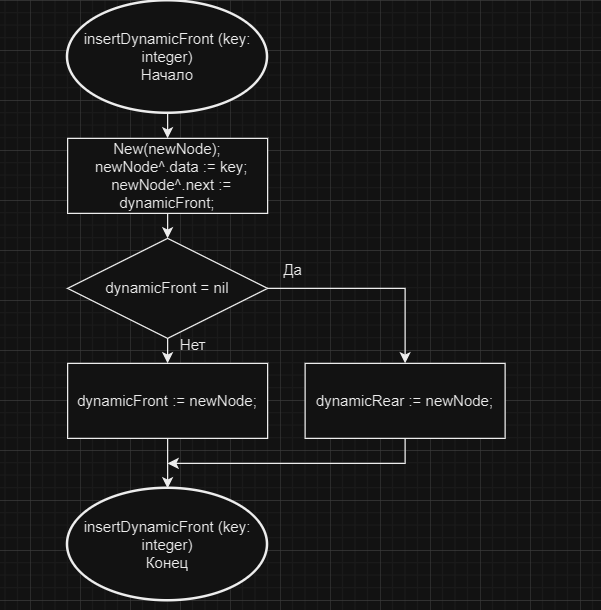 insertDynamicFront (key:
integer)
Начало
New(newNode);
newNode^.data := key;
newNode^.next :=
dynamicFront;
dynamicFront = nil
Да
Нет
dynamicFront := newNode;
dynamicRear := newNode;
insertDynamicFront (key:
integer)
Конец